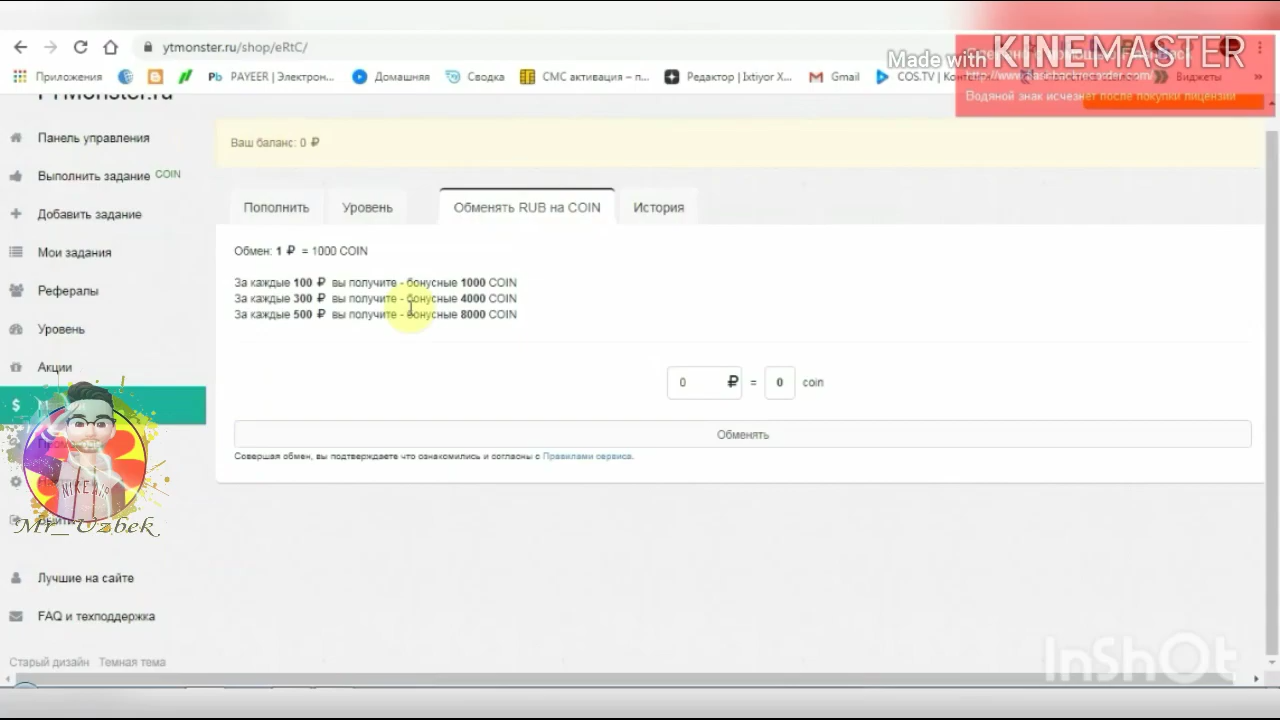 Made with KINEMASTER
ytmonster.ru/shop/eRtC/
Приложения
Pb PAYEER | Электрон...
Домашняя
Сводка
СМС активация – п...
Редактор | Ixtiyor X...
Gmail
COS.TV |
Виджеты
Водяной знак исчезнет после покупки лицензии
YTMonster.ru
Панель управления
Выполнить задание COIN
Добавить задание
Мои задания
Рефералы
Уровень
Акции
Mr_Uzbek
Лучшие на сайте
FAQ и техподдержка
Старый дизайн Темная тема
Ваш баланс: 0 ₽
Пополнить Уровень Обменять RUB на COIN История
Обмен: 1 ₽ = 1000 COIN
За каждые 100 ₽ вы получите - бонусные 1000 COIN
За каждые 300 ₽ вы получите - бонусные 4000 COIN
За каждые 500 ₽ вы получите - бонусные 8000 COIN
0 ₽ = 0 coin
Обменять
Совершая обмен, вы подтверждаете что ознакомились и согласны с Правилами сервиса.
InShOt